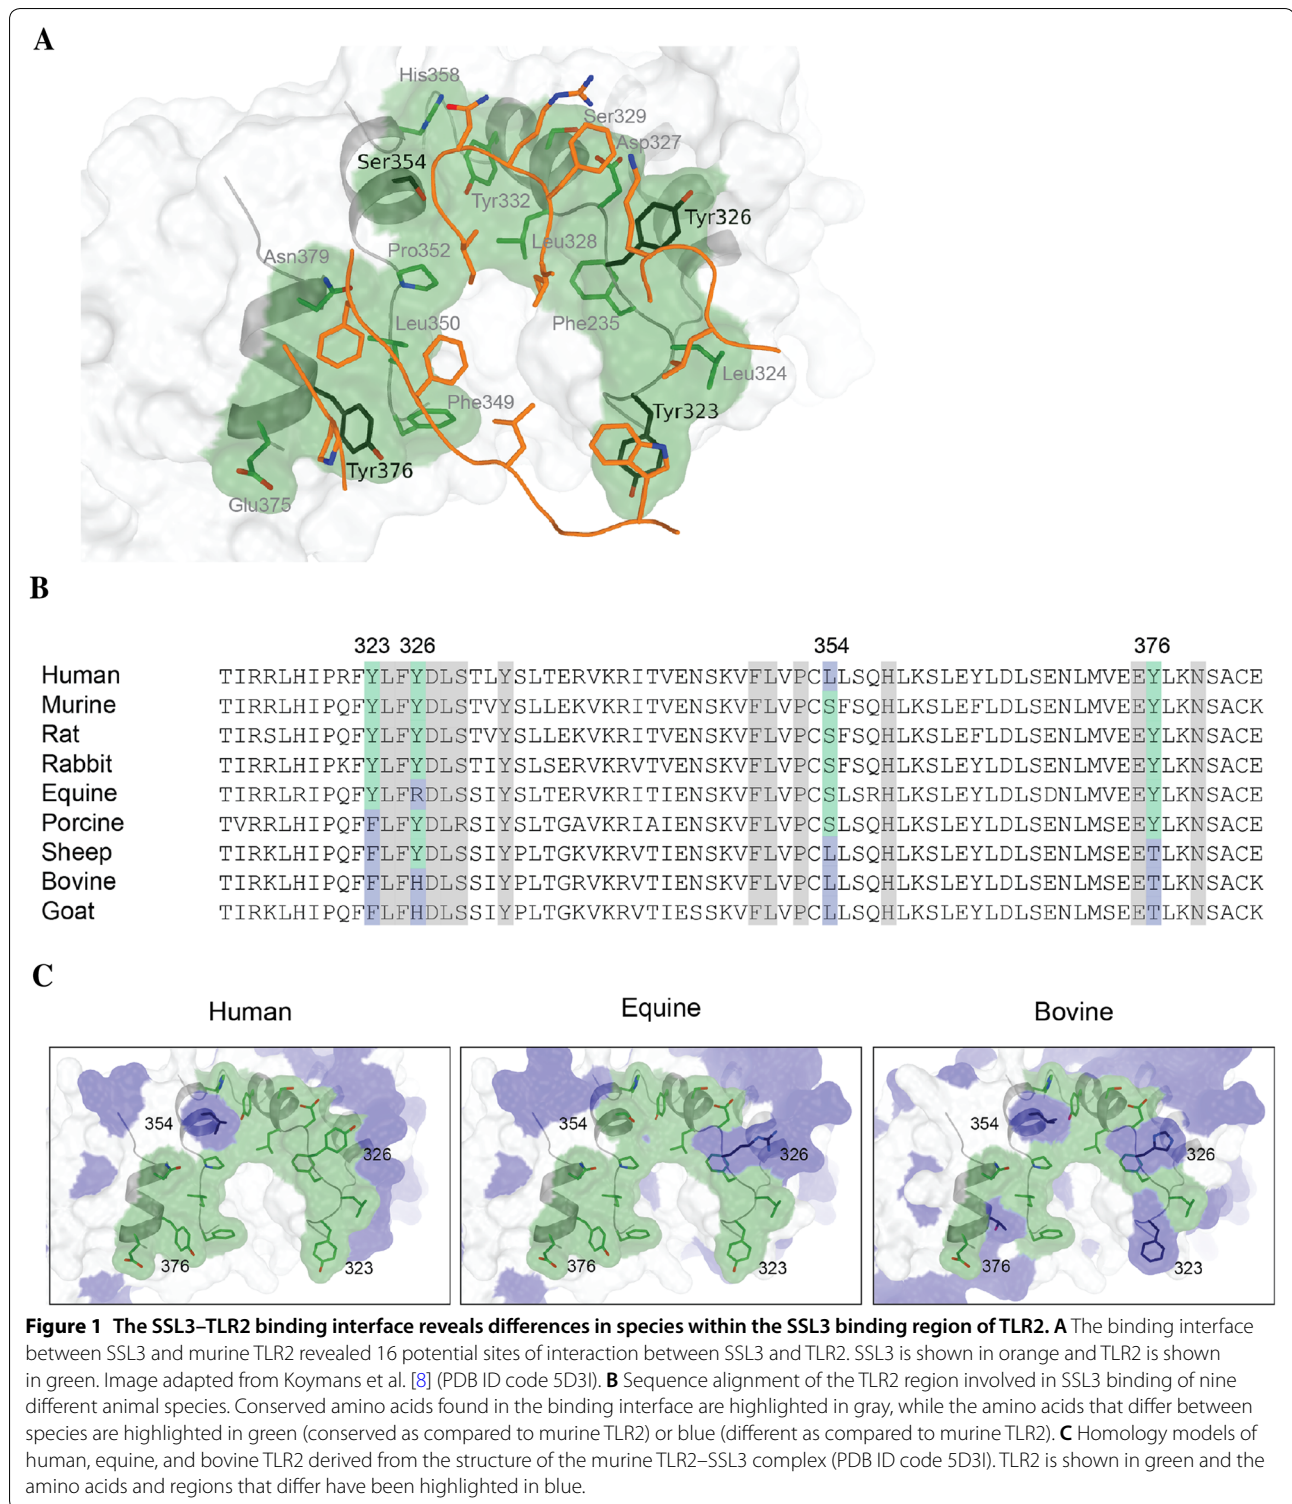 A
His358
Ser329
Asp327
Ser354
Tyr332
Tyr326
Leu328
Pro352
Asn379
Phe235
Leu350
Leu324
Phe349
Tyr323
Tyr376
Glu375
B
323 326 354 376
Human TIRRLHIPRFYLFYDLSTLYSLTERVKRITVENSKVFLVPCLLSQHLKSLEYLDLSENLMVEEYLKNSACE
Murine TIRRLHIPQFYLFYDLSTVYSLLEKVKRITVENSKVFLVPCSFSQHLKSLEFLDLSENLMVEEYLKNSACK
Rat TIRSLHIPQFYLFYDLSTVYSLLEKVKRITVENSKVFLVPCSFSQHLKSLEFLDLSENLMVEEYLKNSACE
Rabbit TIRRLHIPKFYLFYDLSTIYSLSERVKRVTVENSKVFLVPCSFSQHLKSLEYLDLSENLMVEEYLKNSACE
Equine TIRRLRIPQFYLFRDLSSIYSLTERVKRITVENSKVFLVPCSLSRHLKSLEYLDLSDNLMVEEYLKNSACE
Porcine TVRRLHIPQFFLFYDLRSIYSLTGAVKRIAIENSKVFLVPCSLSQHLKSLEYLDLSENLMSEEYLKNSACE
Sheep TIRKLHIPQFFLFYDLSSIYPLTGKVKRVTIENSKVFLVPCLLSQHLKSLEYLDLSENLMSEETLKNSACE
Bovine TIRKLHIPQFFLFHDLSSIYPLTGRVKRVTIENSKVFLVPCLLSQHLKSLEYLDLSENLMSEETLKNSACK
Goat TIRKLHIPQFFLFHDLSSIYPLTGKVKRVTIESSKVFLVPCLLSQHLKSLEYLDLSENLMSEETLKNSACK
C
Human Equine Bovine
354 326 376 323
354 326 376 323
354 326 376 323
Figure 1 The SSL3–TLR2 binding interface reveals differences in species within the SSL3 binding region of TLR2. A The binding interface
between SSL3 and murine TLR2 revealed 16 potential sites of interaction between SSL3 and TLR2. SSL3 is shown in orange and TLR2 is shown
in green. Image adapted from Koymans et al. [8] (PDB ID code 5D3I). B Sequence alignment of the TLR2 region involved in SSL3 binding of nine
different animal species. Conserved amino acids found in the binding interface are highlighted in gray, while the amino acids that differ between
species are highlighted in green (conserved as compared to murine TLR2) or blue (different as compared to murine TLR2). C Homology models of
human, equine, and bovine TLR2 derived from the structure of the murine TLR2–SSL3 complex (PDB ID code 5D3I). TLR2 is shown in green and the
amino acids and regions that differ have been highlighted in blue.